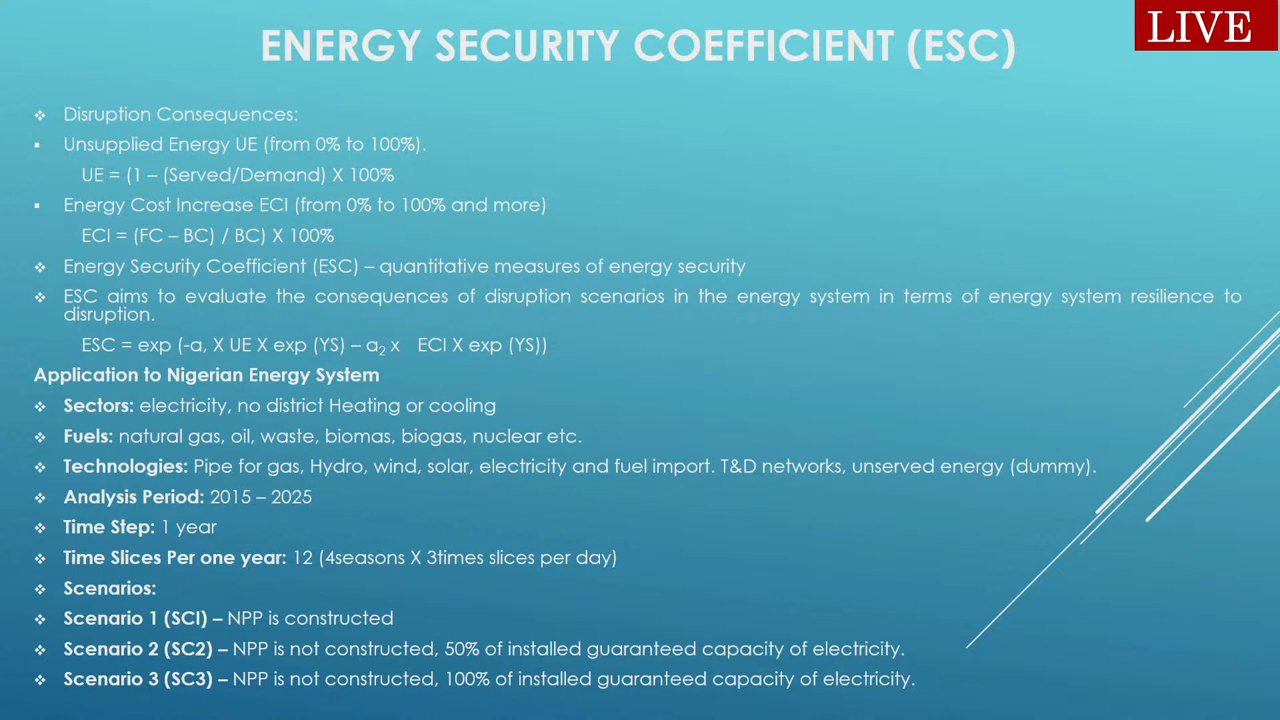 LIVE
ENERGY SECURITY COEFFICIENT (ESC)
❖ Disruption Consequences:
▪ Unsupplied Energy UE (from 0% to 100%).
UE = (1 – (Served/Demand) X 100%
▪ Energy Cost Increase ECI (from 0% to 100% and more)
ECI = (FC – BC) / BC) X 100%
❖ Energy Security Coefficient (ESC) – quantitative measures of energy security
❖ ESC aims to evaluate the consequences of disruption scenarios in the energy system in terms of energy system resilience to
disruption.
ESC = exp (-a, X UE X exp (YS) – a₂ x ECI X exp (YS))
Application to Nigerian Energy System
❖ Sectors: electricity, no district Heating or cooling
❖ Fuels: natural gas, oil, waste, biomas, biogas, nuclear etc.
❖ Technologies: Pipe for gas, Hydro, wind, solar, electricity and fuel import. T&D networks, unserved energy (dummy).
❖ Analysis Period: 2015 – 2025
❖ Time Step: 1 year
❖ Time Slices Per one year: 12 (4seasons X 3times slices per day)
❖ Scenarios:
❖ Scenario 1 (SCI) – NPP is constructed
❖ Scenario 2 (SC2) – NPP is not constructed, 50% of installed guaranteed capacity of electricity.
❖ Scenario 3 (SC3) – NPP is not constructed, 100% of installed guaranteed capacity of electricity.